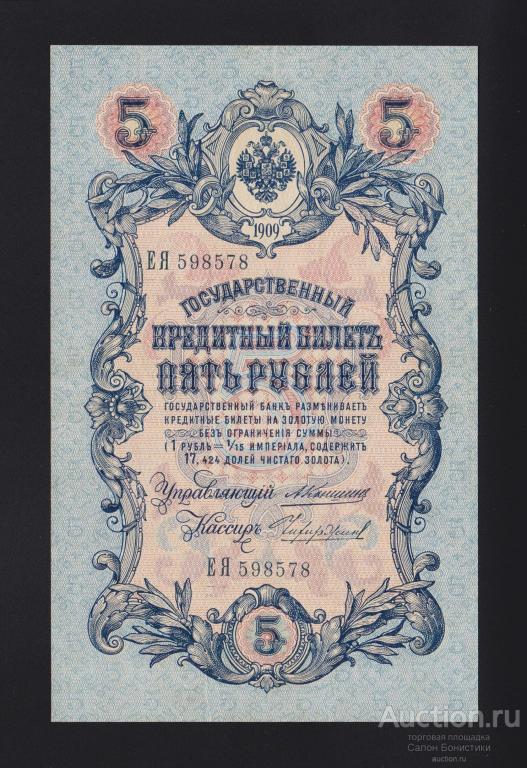 5 5
1909
ЕЯ 598578
ГОСУДАРСТВЕННЫЙ
КРЕДИТНЫЙ БИЛЕТЪ
ПЯТЬ РУБЛЕЙ
ГОСУДАРСТВЕННЫЙ БАНКЪ РАЗМѢНИВАЕТЪ
КРЕДИТНЫЕ БИЛЕТЫ НА ЗОЛОТУЮ МОНЕТУ
БЕЗЪ ОГРАНИЧЕНІЯ СУММЫ
(1 РУБЛЬ = 1/15 ИМПЕРІАЛА, СОДЕРЖИТЪ
17,424 ДОЛЕЙ ЧИСТАГО ЗОЛОТА).
Управляющій
Кассиръ
ЕЯ 598578
5
Auction.ru
торговая площадка
Салон Бонистики
auction.ru